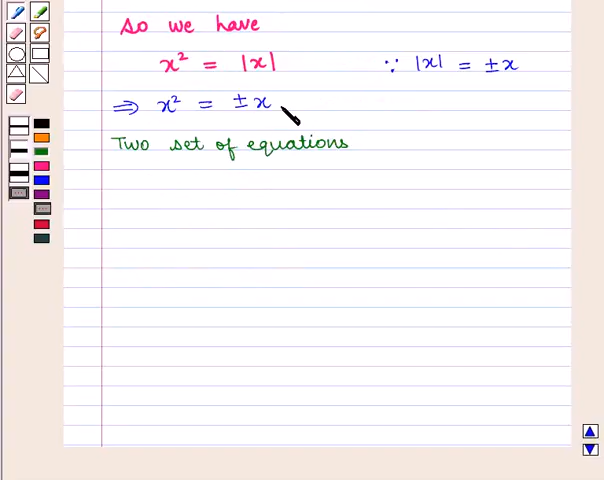 So we have
x² = |x| ∵ |x| = ±x
⇒ x² = ±x
Two set of equations